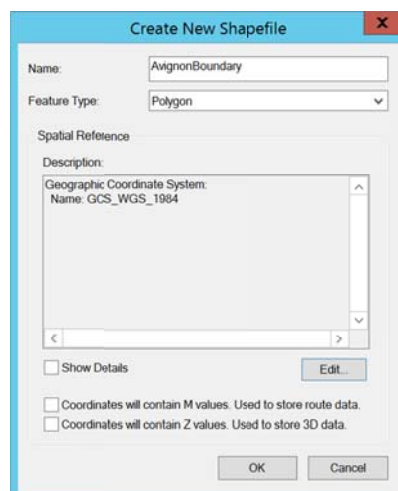 Create New Shapefile
x
Name:
AvignonBoundary
Feature Type:
Polygon
Spatial Reference
Description:
Geographic Coordinate System:
Name: GCS_WGS_1984
Show Details
Edit...
Coordinates will contain M values. Used to store route data.
Coordinates will contain Z values. Used to store 3D data.
OK
Cancel